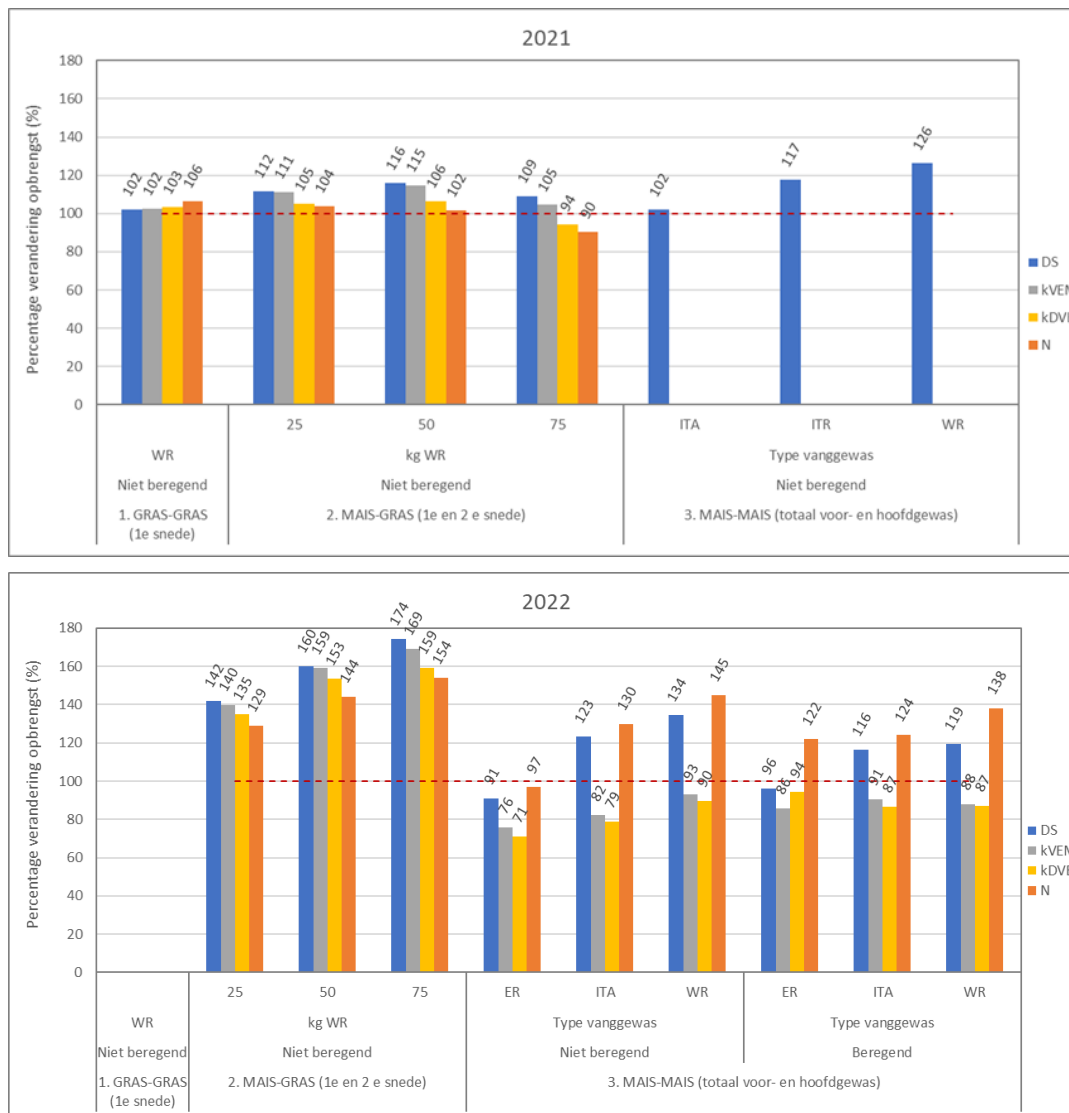 2021
Percentage verandering opbrengst (%)
180
160
140
120
100
80
60
40
20
0
102 102 103 106
112 111 105 104
116 115 106 102
109 105 94 90
102
117
126
DS
kVEM
kDVE
N
25 50 75 ITA ITR WR
WR kg WR Type vanggewas
Niet beregend Niet beregend Niet beregend
1. GRAS-GRAS 2. MAIS-GRAS (1e en 2 e snede) 3. MAIS-MAIS (totaal voor- en hoofdgewas)
(1e snede)
2022
Percentage verandering opbrengst (%)
180
160
140
120
100
80
60
40
20
0
142 140 135 129
160 159 153 144
174 169 159 154
91 76 71 97
123 82 79 130
134 93 90 145
96 86 94 122
116 91 87 124
119 88 87 138
DS
kVEM
kDVE
N
25 50 75 ER ITA WR ER ITA WR
WR kg WR Type vanggewas Type vanggewas
Niet beregend Niet beregend Niet beregend Beregend
1. GRAS-GRAS 2. MAIS-GRAS (1e en 2 e snede) 3. MAIS-MAIS (totaal voor- en hoofdgewas)
(1e snede)